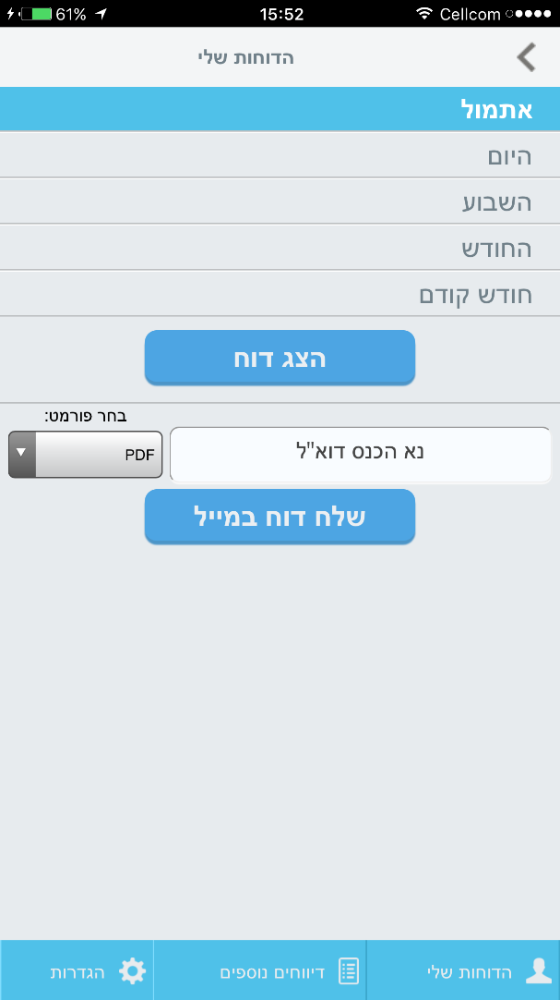 61% 15:52 Cellcom
הדוחות שלי
אתמול
היום
השבוע
החודש
חודש קודם
הצג דוח
בחר פורמט:
נא הכנס דוא"ל
PDF
שלח דוח במייל
הדוחות שלי
דיווחים נוספים
הגדרות